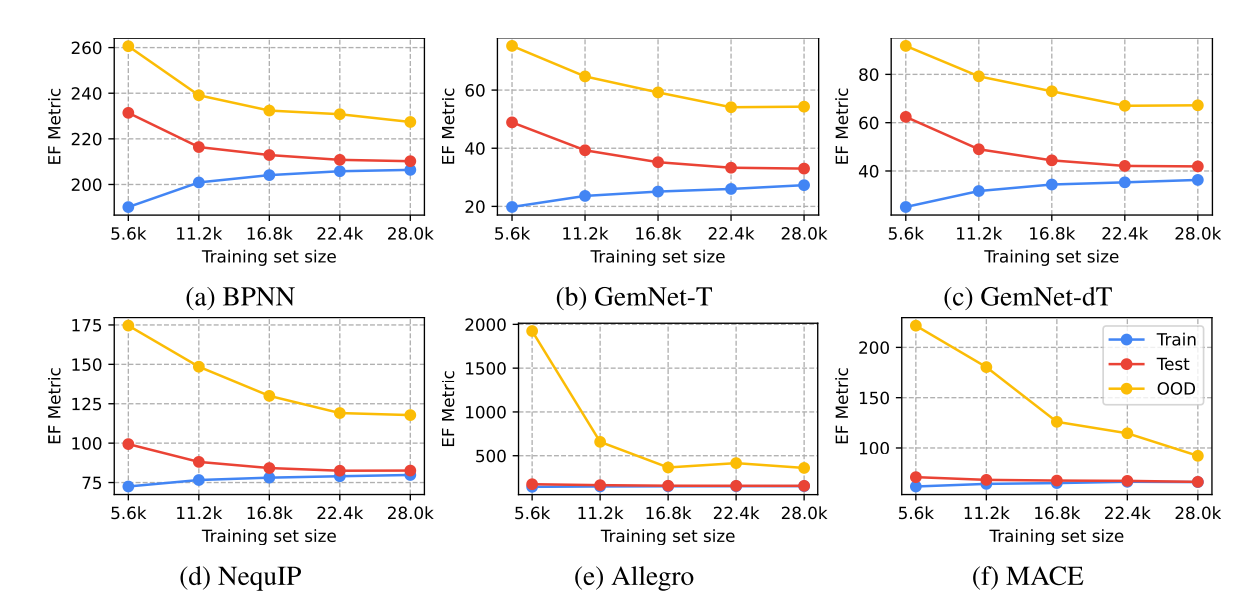 260
240
220
200
EF Metric
5.6k 11.2k 16.8k 22.4k 28.0k
Training set size
(a) BPNN
60
40
20
EF Metric
5.6k 11.2k 16.8k 22.4k 28.0k
Training set size
(b) GemNet-T
80
60
40
EF Metric
5.6k 11.2k 16.8k 22.4k 28.0k
Training set size
(c) GemNet-dT
175
150
125
100
75
EF Metric
5.6k 11.2k 16.8k 22.4k 28.0k
Training set size
(d) NequIP
2000
1500
1000
500
EF Metric
5.6k 11.2k 16.8k 22.4k 28.0k
Training set size
(e) Allegro
200
150
100
EF Metric
Train
Test
OOD
5.6k 11.2k 16.8k 22.4k 28.0k
Training set size
(f) MACE